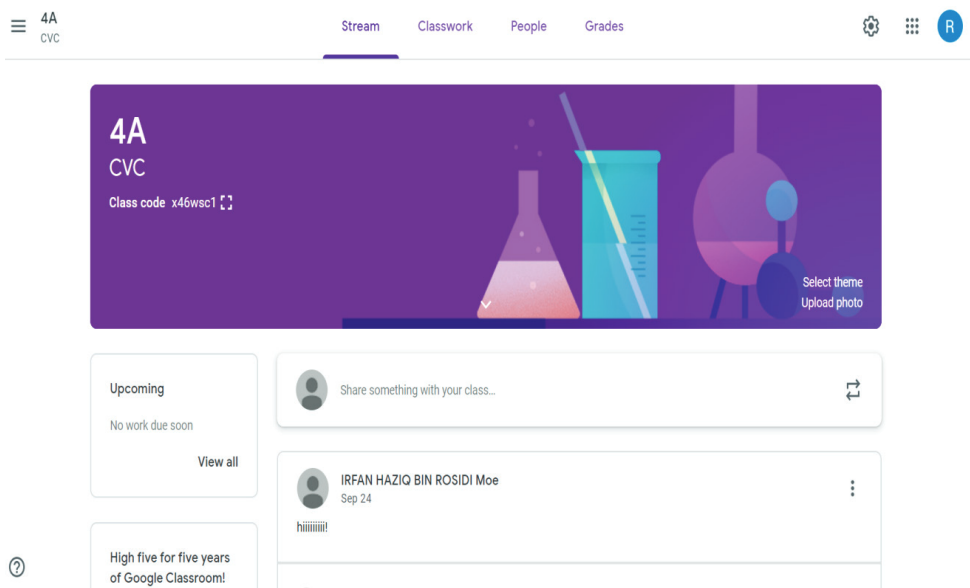 4A
CVC
Stream Classwork People Grades
R
4A
CVC
Class code x46wsc1
Select theme
Upload photo
Upcoming
No work due soon
View all
Share something with your class...
IRFAN HAZIQ BIN ROSIDI Moe
Sep 24
hiiiiiiiiii!
High five for five years
of Google Classroom!